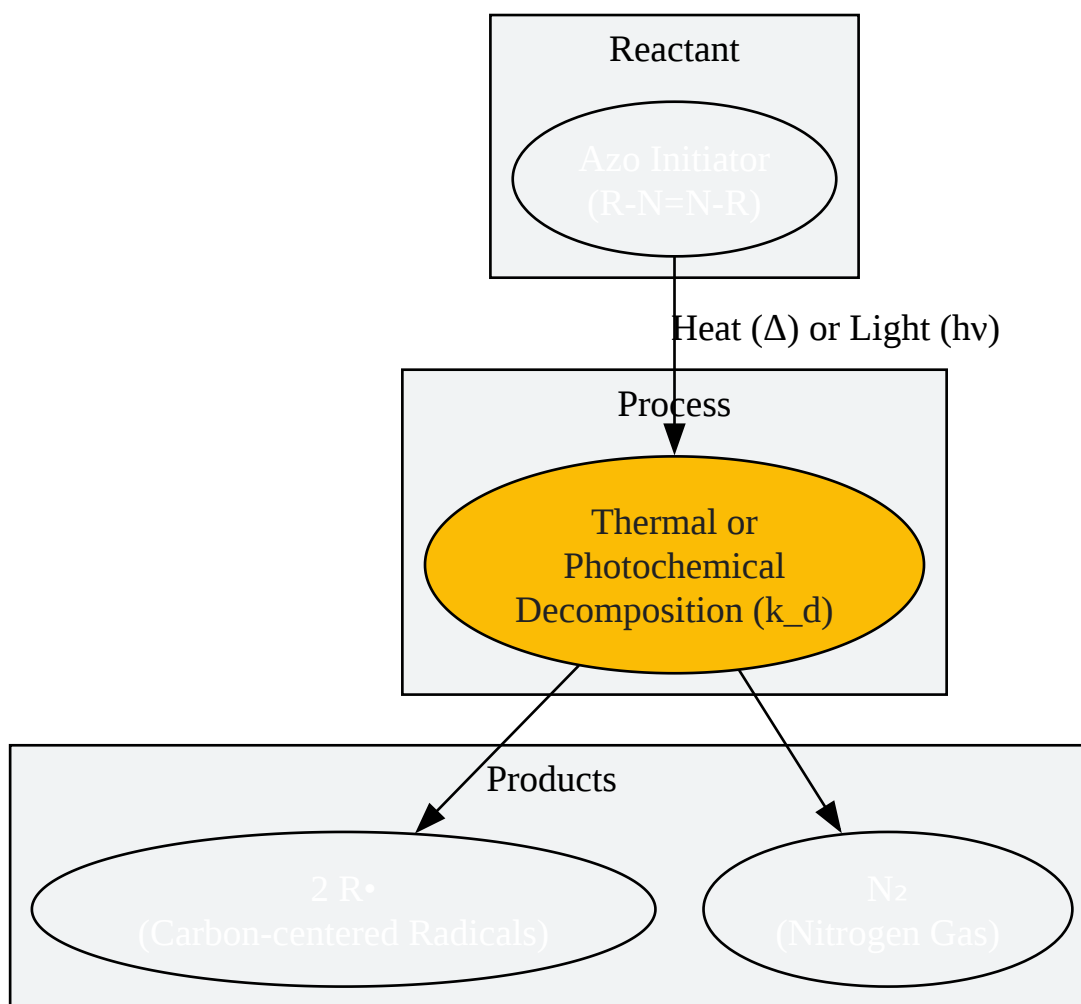 Reactant
Azo Initiator
(R-N=N-R)
Heat (Δ) or Light (hν)
Process
Thermal or
Photochemical
Decomposition (k_d)
Products
2 R•
(Carbon-centered Radicals)
N₂
(Nitrogen Gas)